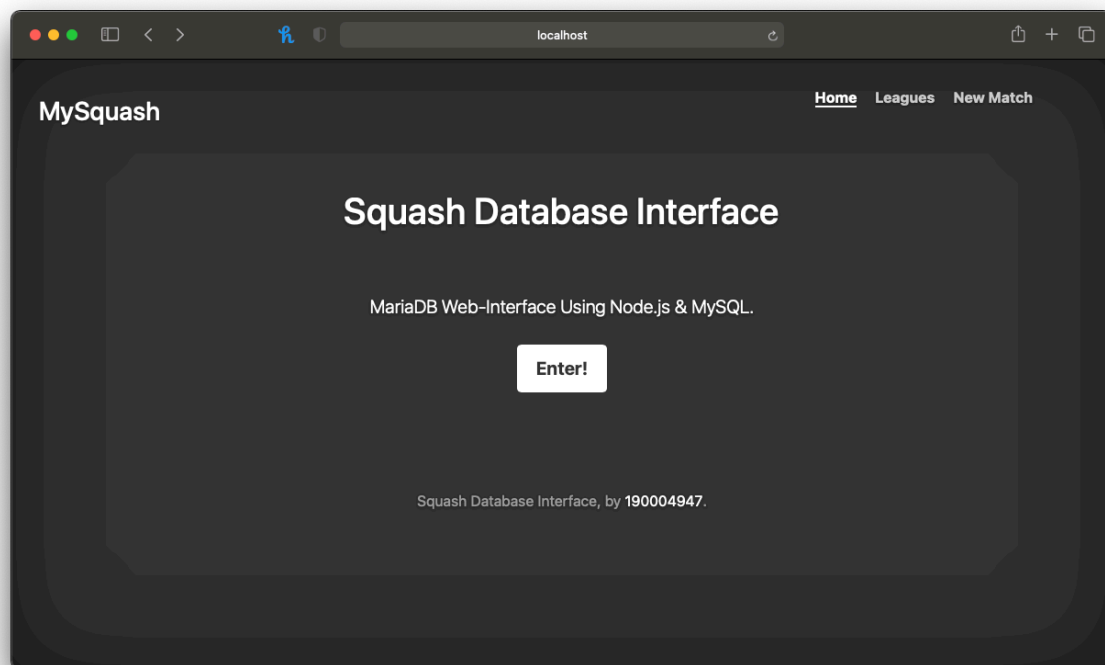 localhost
MySquash
Home Leagues New Match
Squash Database Interface
MariaDB Web-Interface Using Node.js & MySQL.
Enter!
Squash Database Interface, by 190004947.